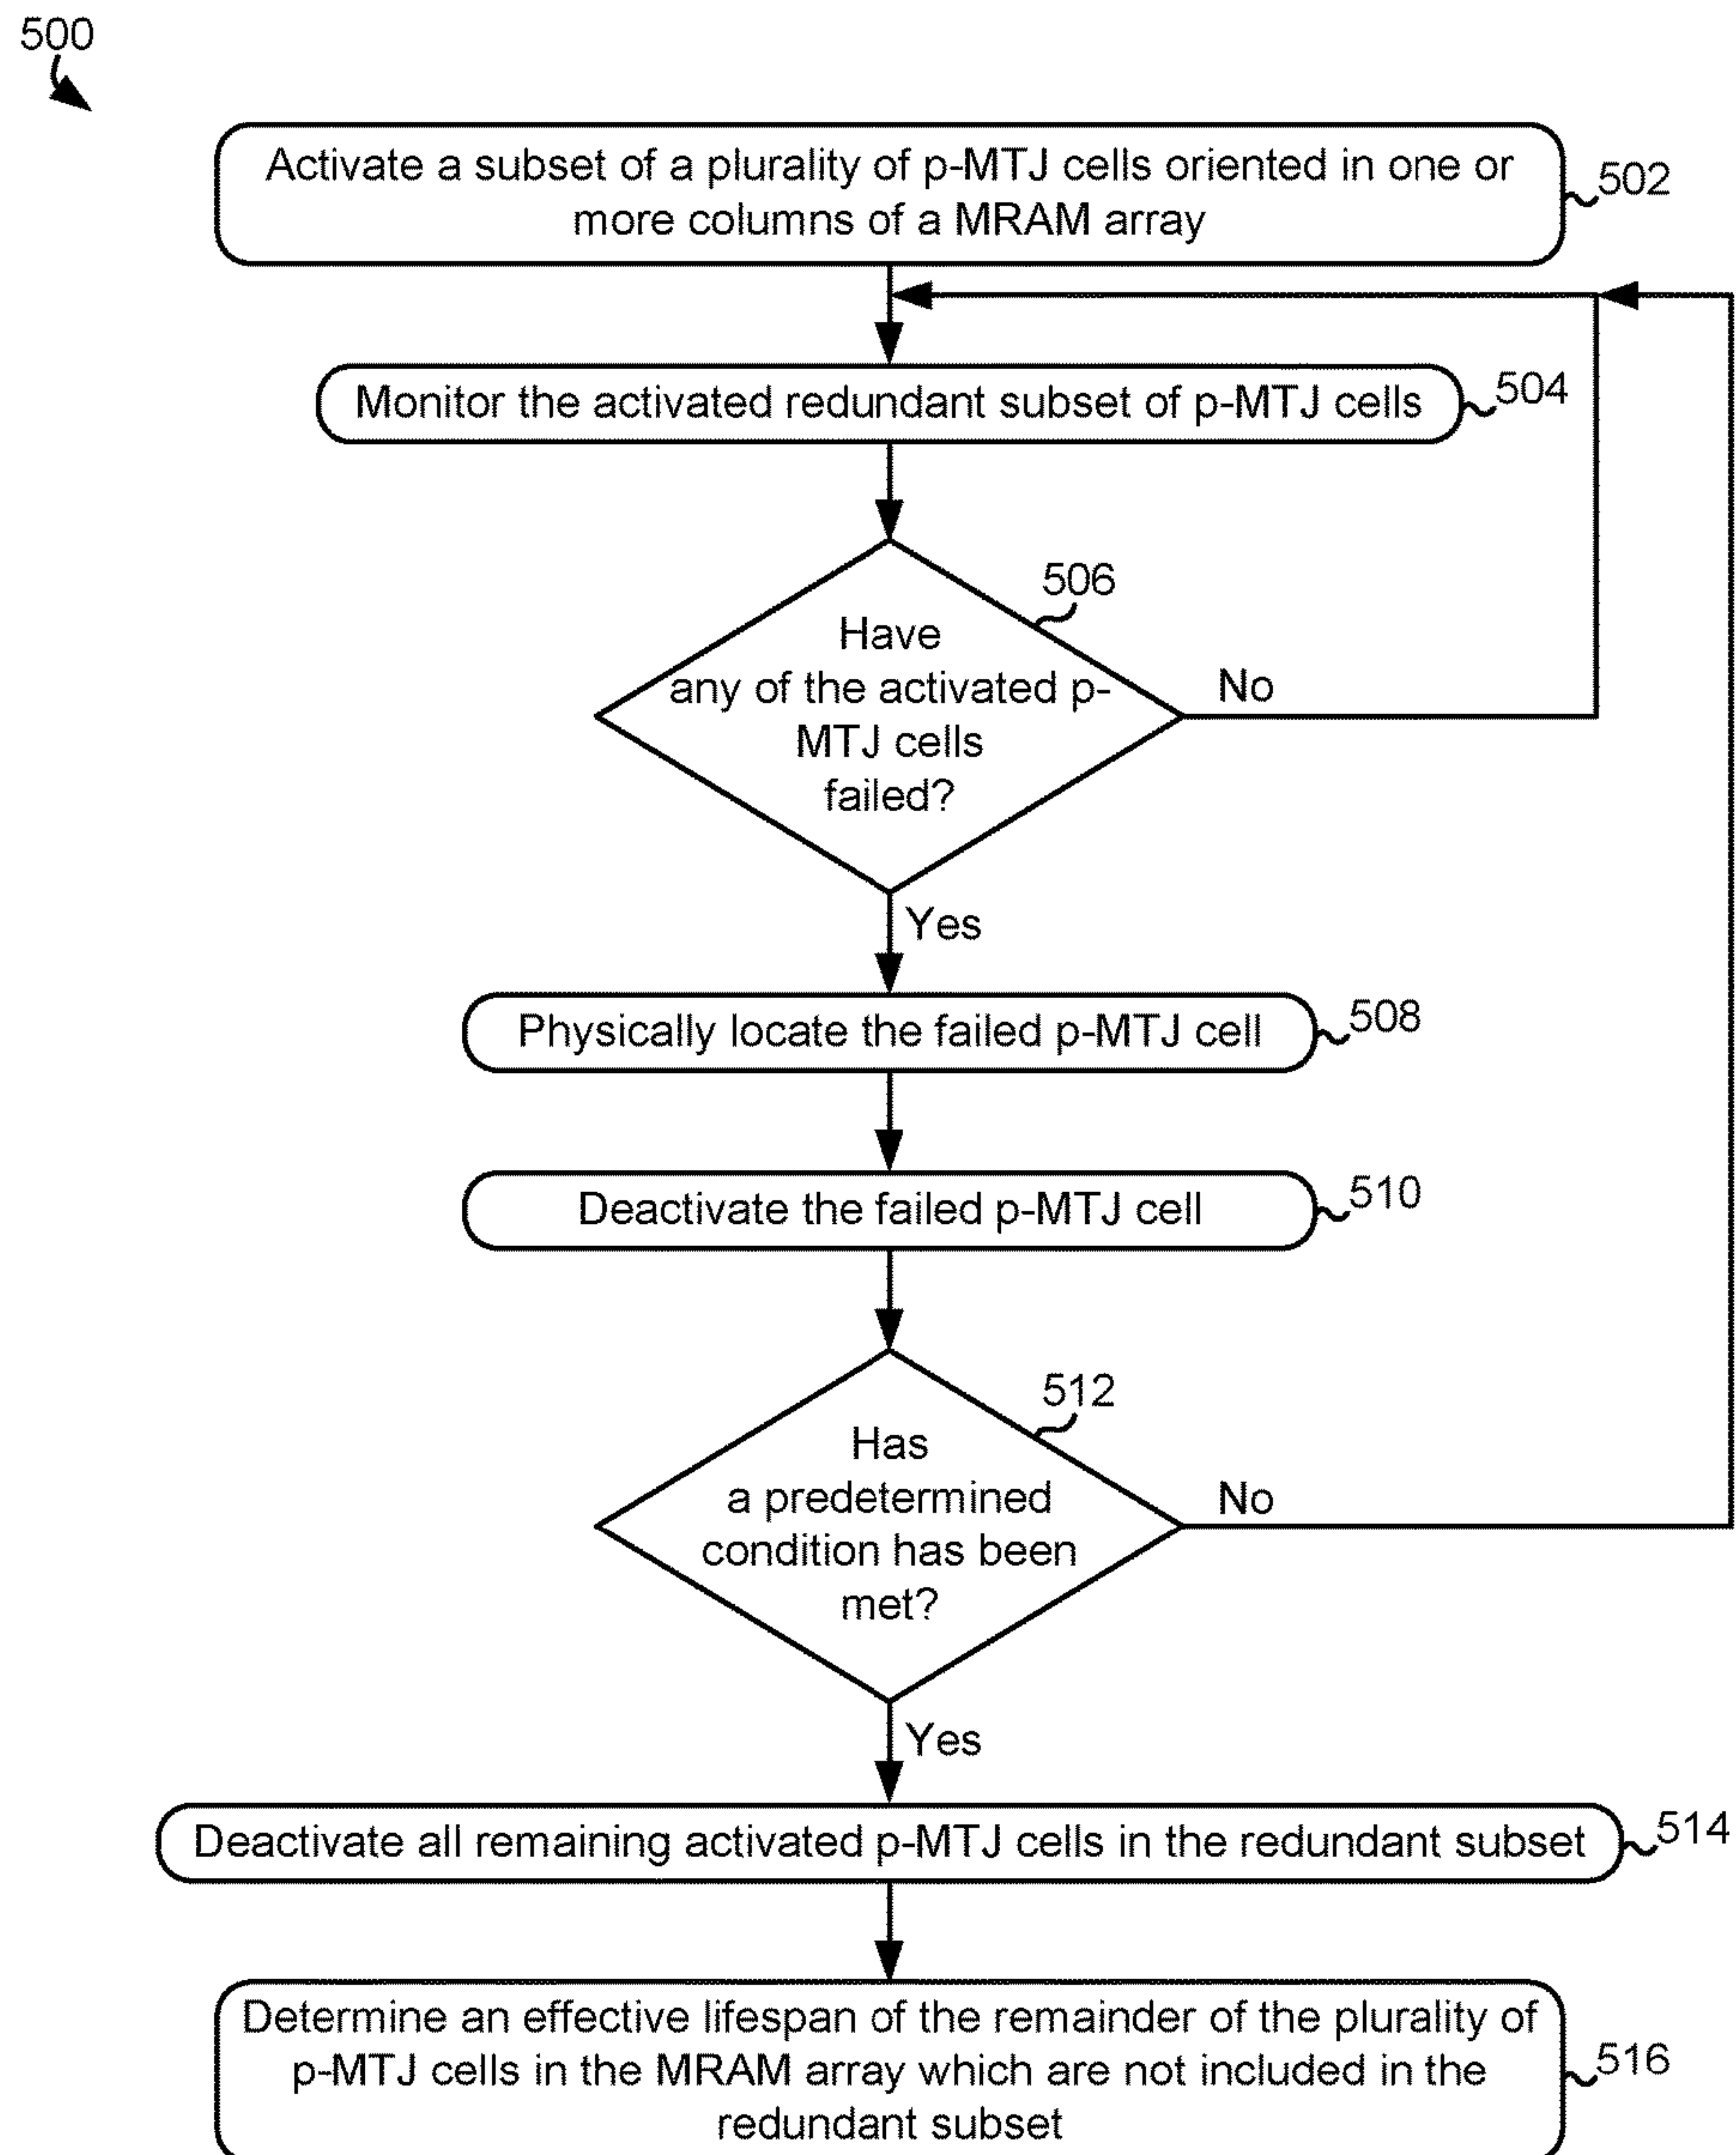 500
Activate a subset of a plurality of p-MTJ cells oriented in one or
more columns of a MRAM array
502
Monitor the activated redundant subset of p-MTJ cells
504
506
Have
any of the activated p-
MTJ cells
failed?
No
Yes
Physically locate the failed p-MTJ cell
508
Deactivate the failed p-MTJ cell
510
512
Has
a predetermined
condition has been
met?
No
Yes
Deactivate all remaining activated p-MTJ cells in the redundant subset
514
Determine an effective lifespan of the remainder of the plurality of
p-MTJ cells in the MRAM array which are not included in the
redundant subset
516